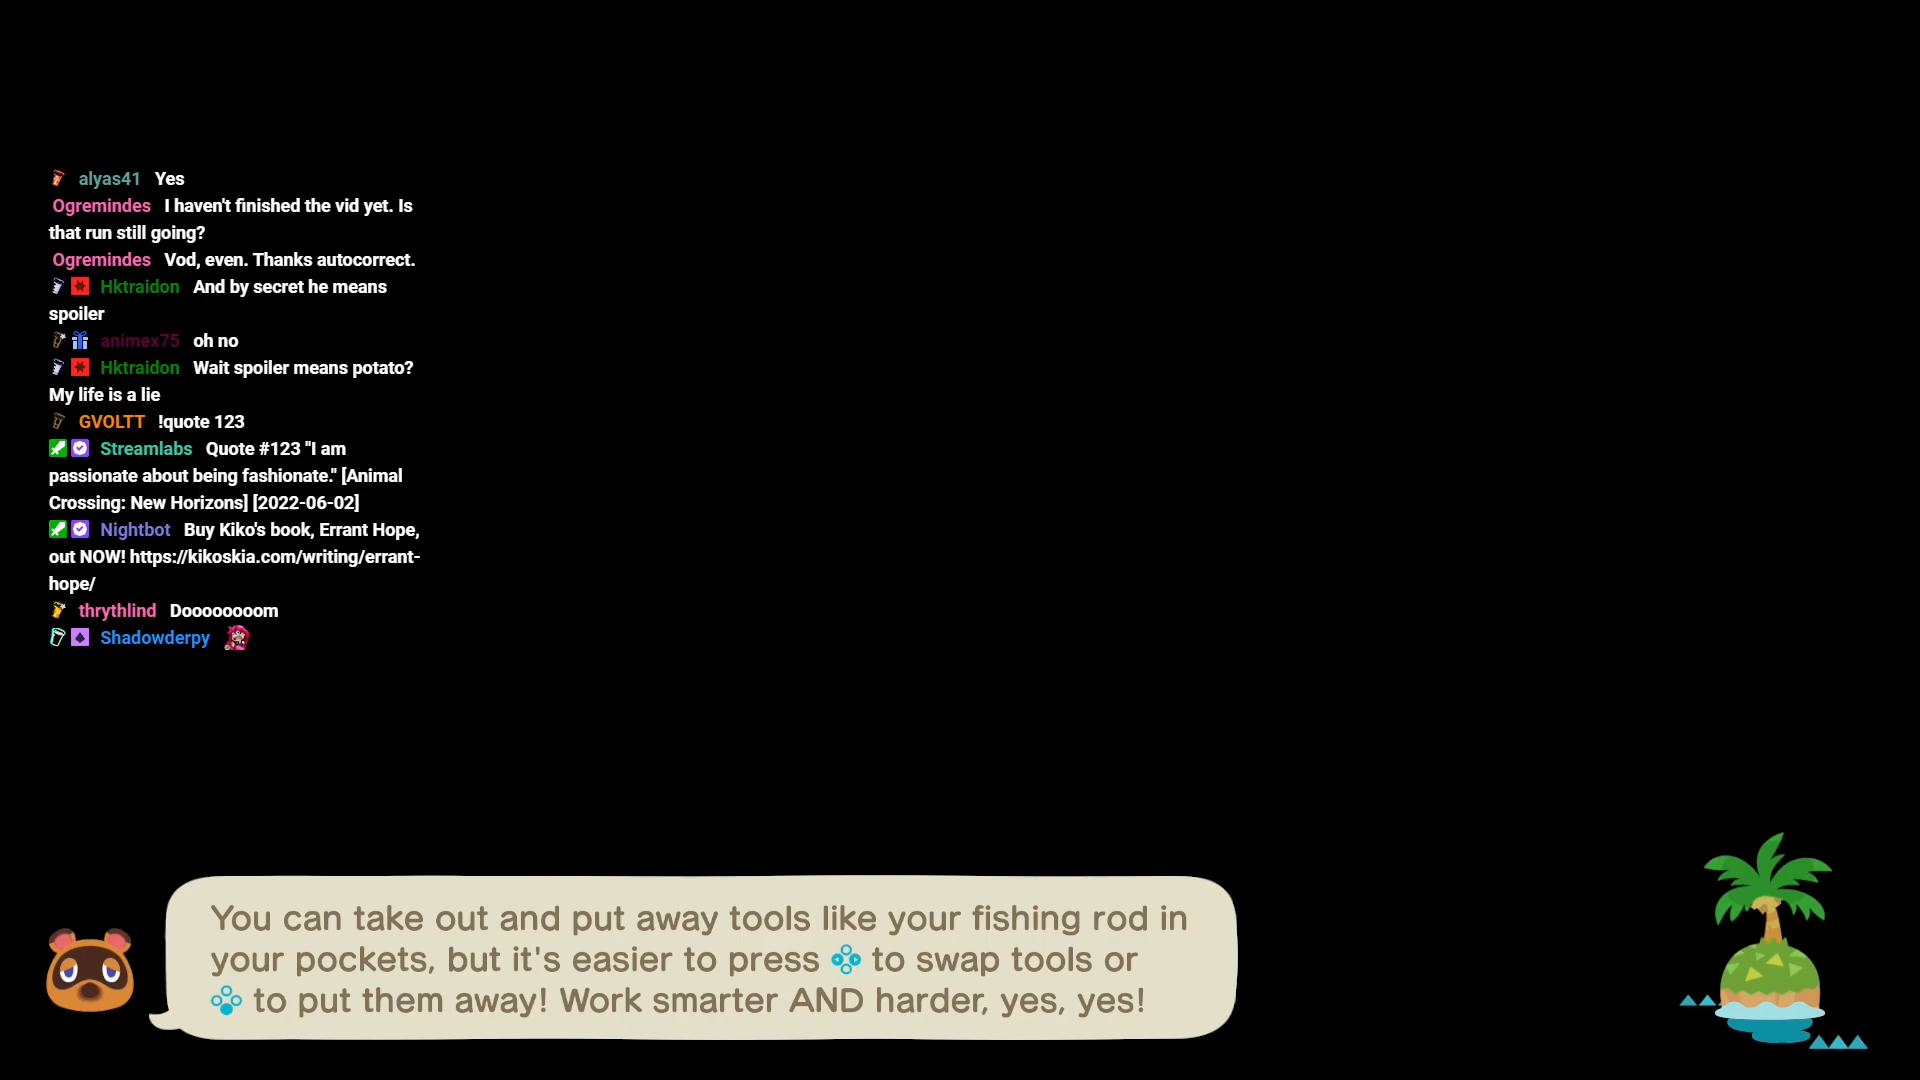 alyas41 Yes
Ogremindes I haven't finished the vid yet. Is
that run still going?
Ogremindes Vod, even. Thanks autocorrect.
Hktraidon And by secret he means
spoiler
animex75 oh no
Hktraidon Wait spoiler means potato?
My life is a lie
GVOLTT !quote 123
Streamlabs Quote #123 "I am
passionate about being fashionate." [Animal
Crossing: New Horizons] [2022-06-02]
Nightbot Buy Kiko's book, Errant Hope,
out NOW! https://kikoskia.com/writing/errant-
hope/
thrythlind Doooooooom
Shadowderpy
You can take out and put away tools like your fishing rod in
your pockets, but it's easier to press to swap tools or
to put them away! Work smarter AND harder, yes, yes!